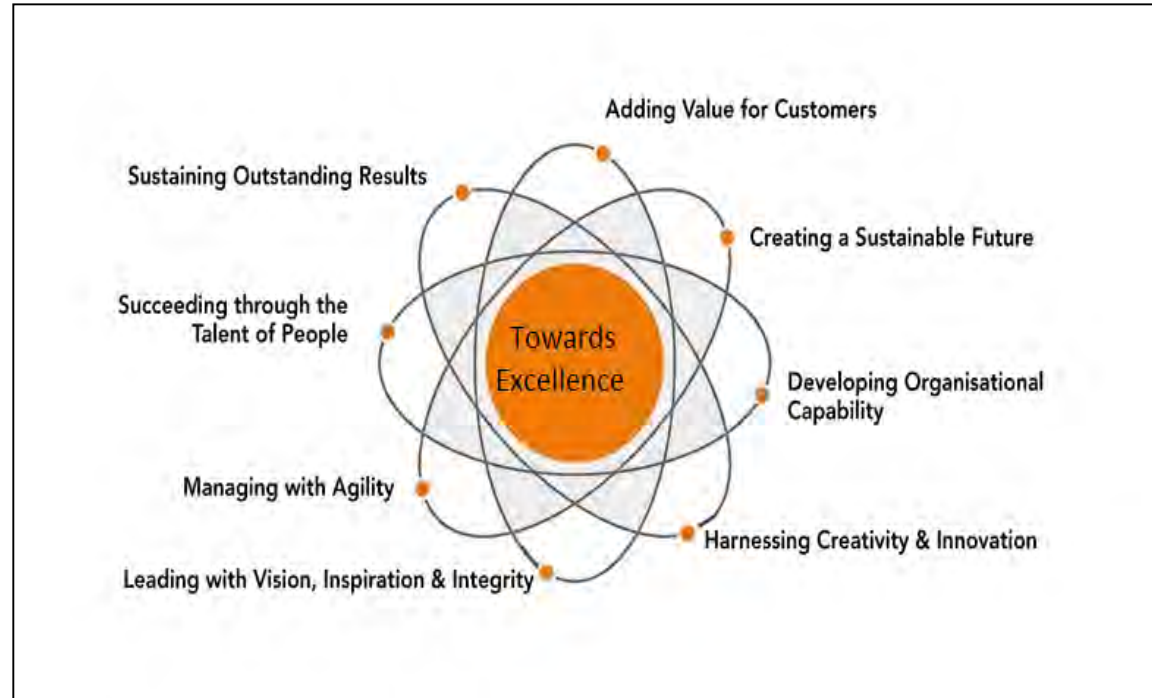 Adding Value for Customers
Sustaining Outstanding Results
Creating a Sustainable Future
Succeeding through the
Talent of People
Towards
Excellence
Developing Organisational
Capability
Managing with Agility
Harnessing Creativity & Innovation
Leading with Vision, Inspiration & Integrity